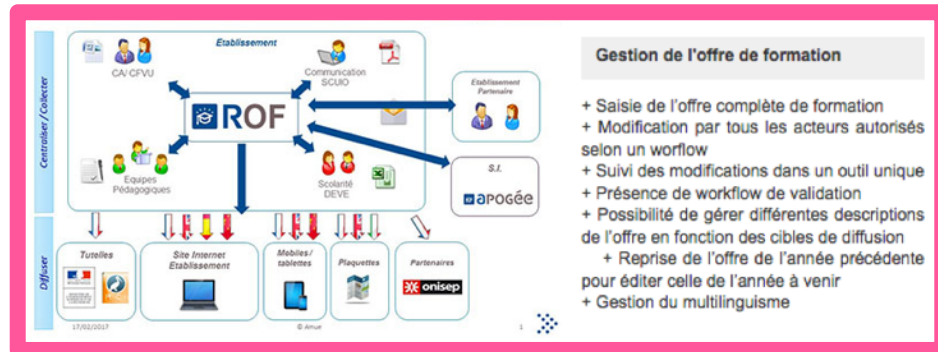 Centraliser / Collecter
Etablissement
CA/ CFVU
Communication
SCUIO
ROF
Equipes
Pédagogiques
Scolarité
DEVE
Etablissement
Partenaire
S.I.
apogée
Diffuser
Tutelles
Site Internet
Etablissement
Mobiles /
tablettes
Plaquettes
Partenaires
onisep
17/02/2017
© Amue
1
Gestion de l'offre de formation
+ Saisie de l'offre complète de formation
+ Modification par tous les acteurs autorisés
selon un worflow
+ Suivi des modifications dans un outil unique
+ Présence de workflow de validation
+ Possibilité de gérer différentes descriptions
de l'offre en fonction des cibles de diffusion
+ Reprise de l'offre de l'année précédente
pour éditer celle de l'année à venir
+ Gestion du multilinguisme